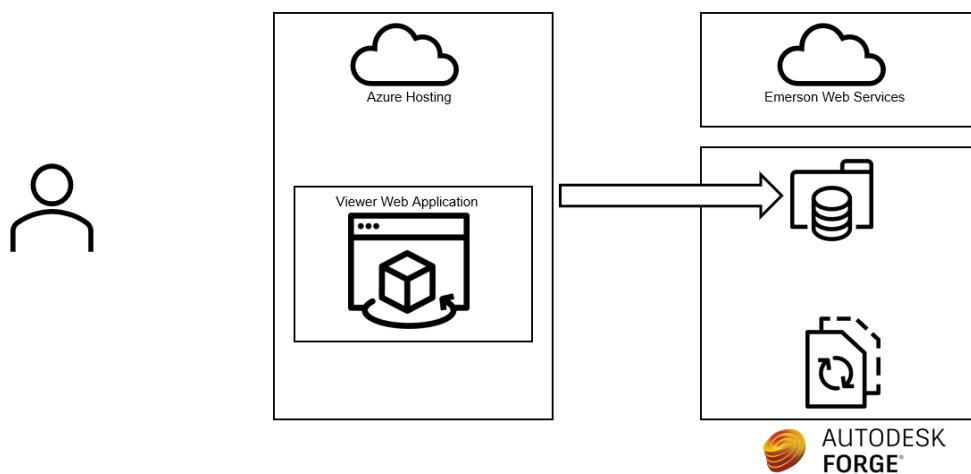 Azure Hosting
Emerson Web Services
Viewer Web Application
AUTODESK
FORGE®